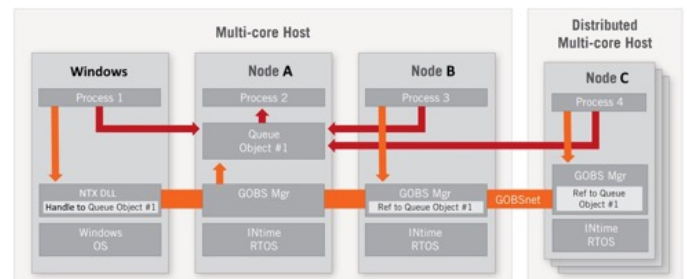 Multi-core Host
Distributed
Multi-core Host
Windows
Process 1
NTX DLL
Handle to Queue Object #1
Windows
OS
Node A
Process 2
Queue
Object #1
GOBS Mgr
INtime
RTOS
Node B
Process 3
GOBS Mgr
Ref to Queue Object #1
INtime
RTOS
GOBSnet
Node C
Process 4
GOBS Mgr
Ref to Queue
Object #1
INtime
RTOS